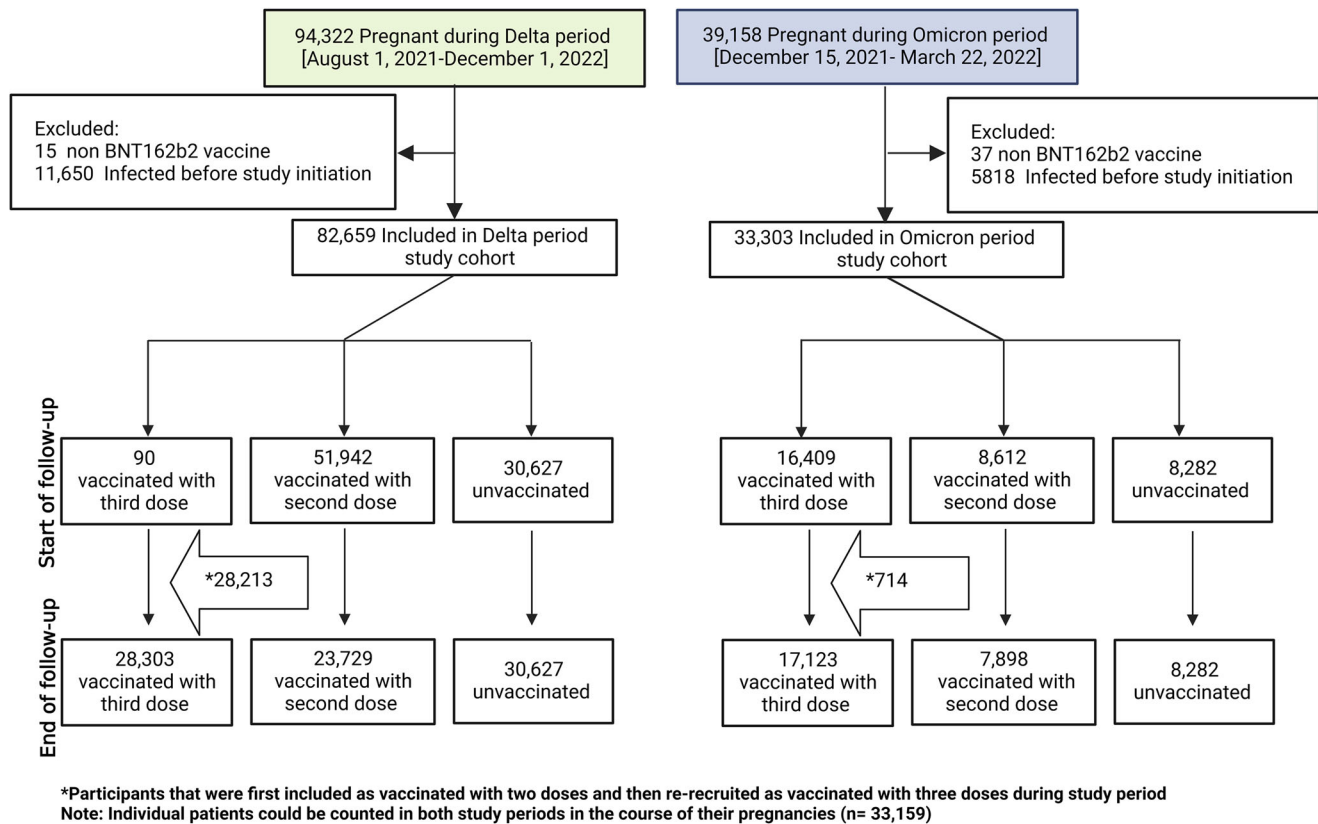 94,322 Pregnant during Delta period
[August 1, 2021-December 1, 2022]
39,158 Pregnant during Omicron period
[December 15, 2021- March 22, 2022]
Excluded:
15 non BNT162b2 vaccine
11,650 Infected before study initiation
Excluded:
37 non BNT162b2 vaccine
5818 Infected before study initiation
82,659 Included in Delta period
study cohort
33,303 Included in Omicron period
study cohort
Start of follow-up
90
vaccinated with
third dose
51,942
vaccinated with
second dose
30,627
unvaccinated
16,409
vaccinated with
third dose
8,612
vaccinated with
second dose
8,282
unvaccinated
*28,213
*714
End of follow-up
28,303
vaccinated with
third dose
23,729
vaccinated with
second dose
30,627
unvaccinated
17,123
vaccinated with
third dose
7,898
vaccinated with
second dose
8,282
unvaccinated
*Participants that were first included as vaccinated with two doses and then re-recruited as vaccinated with three doses during study period
Note: Individual patients could be counted in both study periods in the course of their pregnancies (n= 33,159)